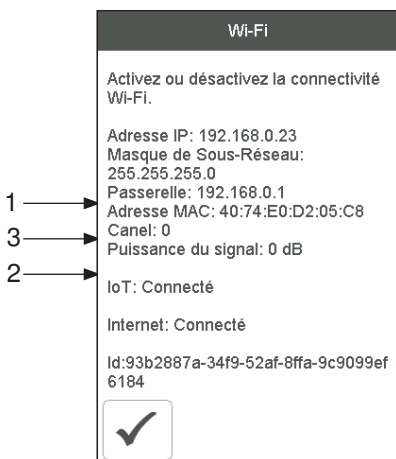 Wi-Fi
Activez ou désactivez la connectivité
Wi-Fi.
Adresse IP: 192.168.0.23
Masque de Sous-Réseau:
255.255.255.0
Passerelle: 192.168.0.1
1
Adresse MAC: 40:74:E0:D2:05:C8
3
Canel: 0
Puissance du signal: 0 dB
2
IoT: Connecté
Internet: Connecté
Id:93b2887a-34f9-52af-8ffa-9c9099ef
6184